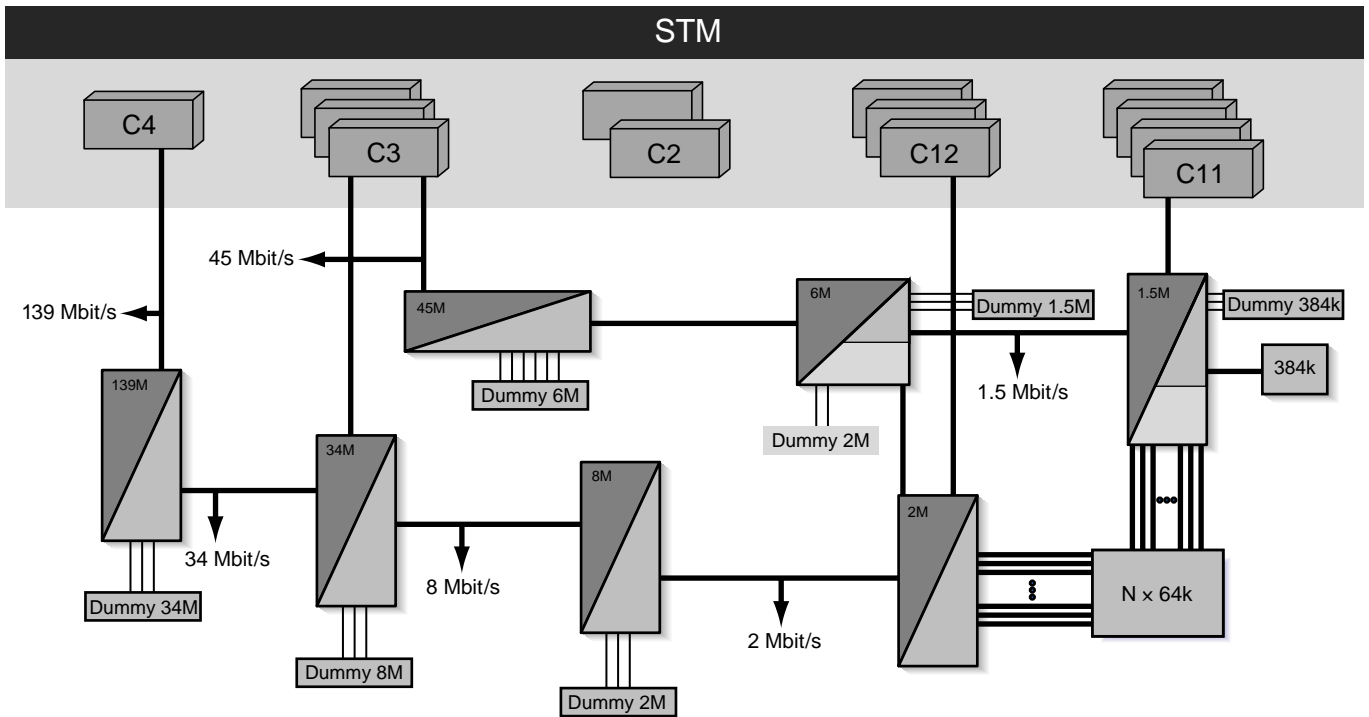 STM
C4
C3
C2
C12
C11
45 Mbit/s
139 Mbit/s
45M
6M
Dummy 1.5M
1.5M
Dummy 384k
139M
Dummy 6M
1.5 Mbit/s
384k
34M
Dummy 2M
8M
2M
34 Mbit/s
8 Mbit/s
Dummy 34M
2 Mbit/s
N x 64k
Dummy 8M
Dummy 2M